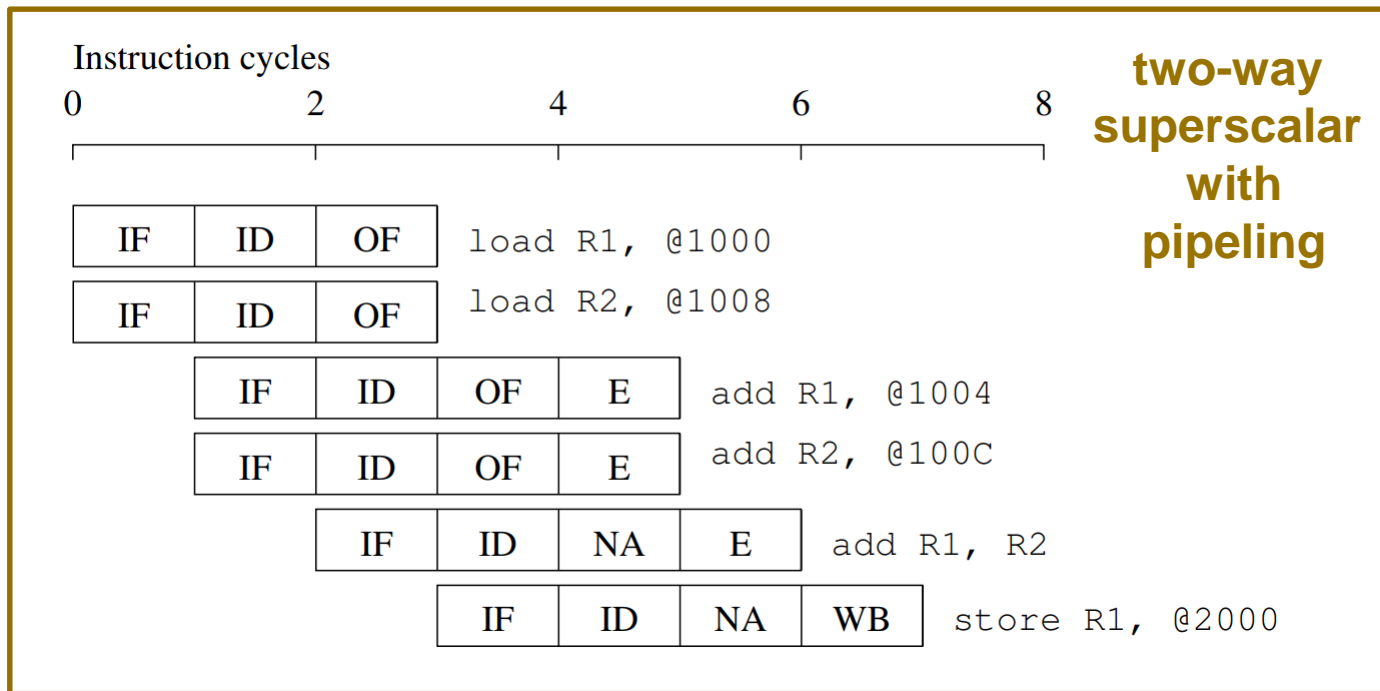 Instruction cycles
0 2 4 6 8
two-way
superscalar
with
pipeling
IF ID OF load R1, @1000
IF ID OF load R2, @1008
IF ID OF E add R1, @1004
IF ID OF E add R2, @100C
IF ID NA E add R1, R2
IF ID NA WB store R1, @2000